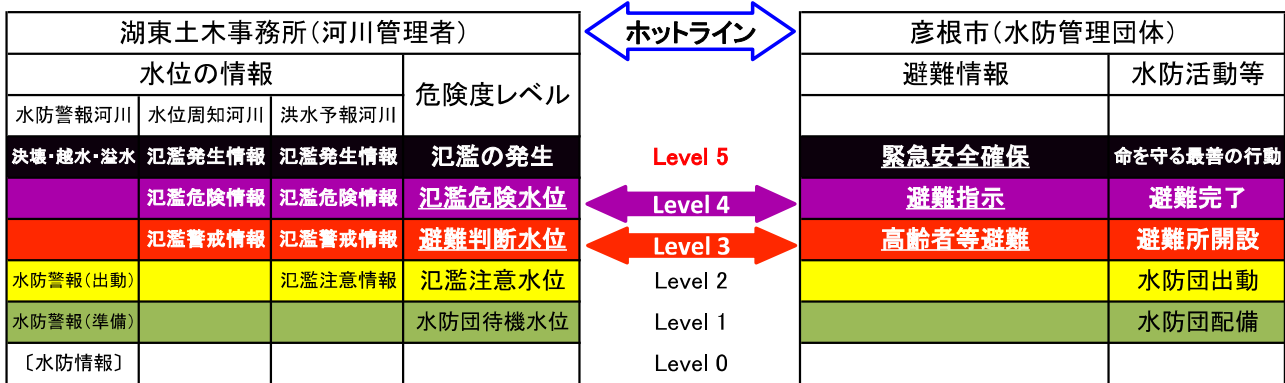 湖東土木事務所(河川管理者) ホットライン 彦根市(水防管理団体)
水位の情報 危険度レベル 避難情報 水防活動等
水防警報河川 水位周知河川 洪水予報河川
決壊・越水・溢水 氾濫発生情報 氾濫発生情報 氾濫の発生 Level 5 緊急安全確保 命を守る最善の行動
氾濫危険情報 氾濫危険情報 氾濫危険水位 Level 4 避難指示 避難完了
氾濫警戒情報 氾濫警戒情報 避難判断水位 Level 3 高齢者等避難 避難所開設
水防警報(出動) 氾濫注意情報 氾濫注意水位 Level 2 水防団出動
水防警報(準備) 水防団待機水位 Level 1 水防団配備
〔水防情報〕 Level 0